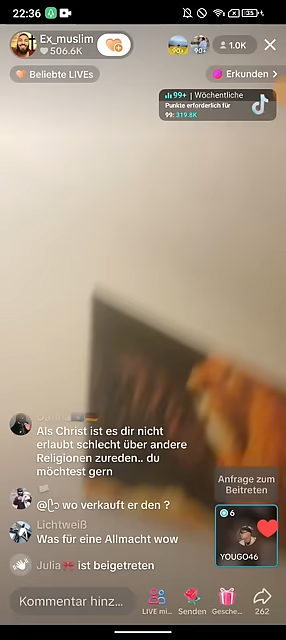 22:36
35
Ex_muslim
506.6K
90+
90+
1.0K
Beliebte LIVEs
Erkunden
99+ | Wöchentliche
Punkte erforderlich für
99: 319.8K
Als Christ ist es dir nicht
erlaubt schlecht über andere
Religionen zureden.. du
möchtest gern
wo verkauft er den ?
Lichtweiß
Was für eine Allmacht wow
Julia ist beigetreten
Anfrage zum
Beitreten
6
YOUGO46
Kommentar hinz...
LIVE mi...
Senden
Gesche...
262